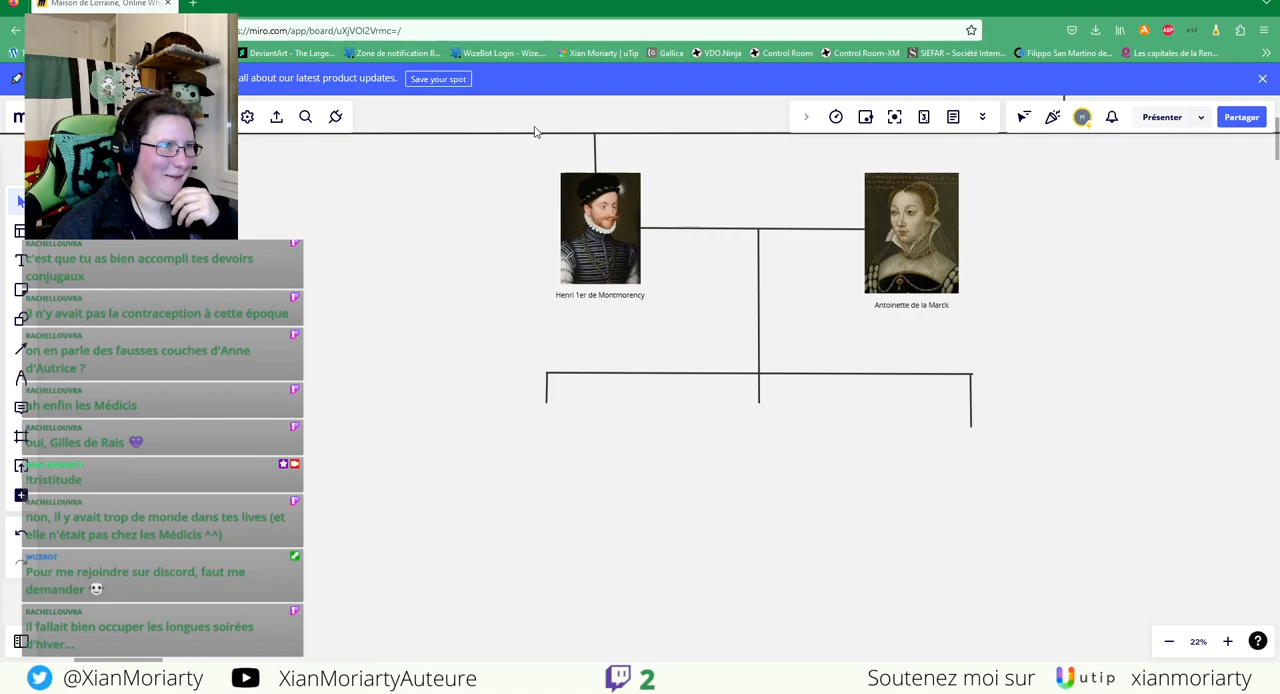 Maison de Lorraine, Online Wh
s://miro.com/app/board/uXjVOl2Vrmc=/
DeviantArt - The Large...
Zone de notification B...
WizeBot Login - Wize....
Xian Moriarty | uTip
Gallica
VDO.Ninja
Control Room
Control Room-XM
SIEFAR – Société Intern...
Filippo San Martino de...
Les capitales de la Ren...
all about our latest product updates.
Save your spot
Présenter
Partager
Henri 1er de Montmorency
Antoinette de la Marck
RACHELLOUVRA
c'est que tu as bien accompli tes devoirs
conjugaux
RACHELLOUVRA
il n'y avait pas la contraception à cette époque
RACHELLOUVRA
on en parle des fausses couches d'Anne
d'Autrice ?
RACHELLOUVRA
ah enfin les Médicis
RACHELLOUVRA
oui, Gilles de Rais 💜
!tristitude
RACHELLOUVRA
non, il y avait trop de monde dans tes lives (et
elle n'était pas chez les Médicis ^^)
WIZEBOT
Pour me rejoindre sur discord, faut me
demander 💀
RACHELLOUVRA
Il fallait bien occuper les longues soirées
d'hiver...
22%
@XianMoriarty
XianMoriartyAuteure
2
Soutenez moi sur
utip
xianmoriarty